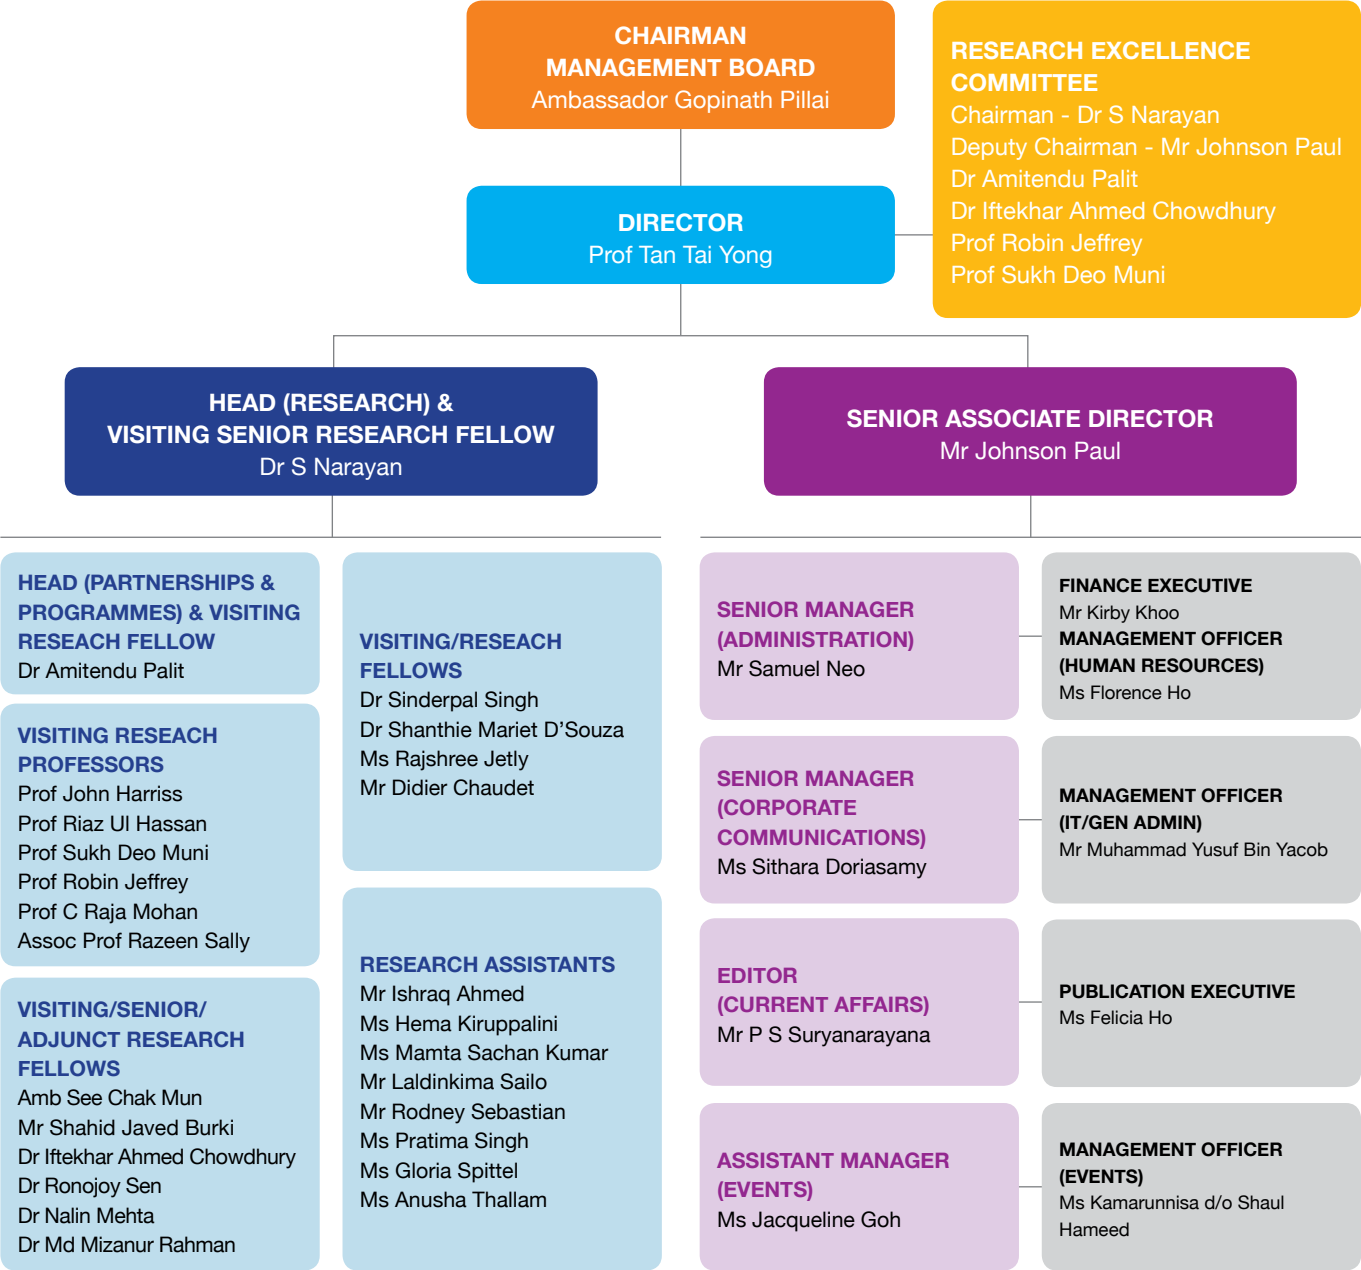 CHAIRMAN
MANAGEMENT BOARD
Ambassador Gopinath Pillai
RESEARCH EXCELLENCE
COMMITTEE
Chairman - Dr S Narayan
Deputy Chairman - Mr Johnson Paul
Dr Amitendu Palit
Dr Iftekhar Ahmed Chowdhury
Prof Robin Jeffrey
Prof Sukh Deo Muni
DIRECTOR
Prof Tan Tai Yong
HEAD (RESEARCH) &
VISITING SENIOR RESEARCH FELLOW
Dr S Narayan
SENIOR ASSOCIATE DIRECTOR
Mr Johnson Paul
HEAD (PARTNERSHIPS &
PROGRAMMES) & VISITING
RESEACH FELLOW
Dr Amitendu Palit
VISITING RESEACH
PROFESSORS
Prof John Harriss
Prof Riaz Ul Hassan
Prof Sukh Deo Muni
Prof Robin Jeffrey
Prof C Raja Mohan
Assoc Prof Razeen Sally
VISITING/SENIOR/
ADJUNCT RESEARCH
FELLOWS
Amb See Chak Mun
Mr Shahid Javed Burki
Dr Iftekhar Ahmed Chowdhury
Dr Ronojoy Sen
Dr Nalin Mehta
Dr Md Mizanur Rahman
VISITING/RESEACH
FELLOWS
Dr Sinderpal Singh
Dr Shanthie Mariet D’Souza
Ms Rajshree Jetly
Mr Didier Chaudet
RESEARCH ASSISTANTS
Mr Ishraq Ahmed
Ms Hema Kiruppalini
Ms Mamta Sachan Kumar
Mr Laldinkima Sailo
Mr Rodney Sebastian
Ms Pratima Singh
Ms Gloria Spittel
Ms Anusha Thallam
SENIOR MANAGER
(ADMINISTRATION)
Mr Samuel Neo
FINANCE EXECUTIVE
Mr Kirby Khoo
MANAGEMENT OFFICER
(HUMAN RESOURCES)
Ms Florence Ho
SENIOR MANAGER
(CORPORATE
COMMUNICATIONS)
Ms Sithara Doriasamy
MANAGEMENT OFFICER
(IT/GEN ADMIN)
Mr Muhammad Yusuf Bin Yacob
EDITOR
(CURRENT AFFAIRS)
Mr P S Suryanarayana
PUBLICATION EXECUTIVE
Ms Felicia Ho
ASSISTANT MANAGER
(EVENTS)
Ms Jacqueline Goh
MANAGEMENT OFFICER
(EVENTS)
Ms Kamarunnisa d/o Shaul
Hameed